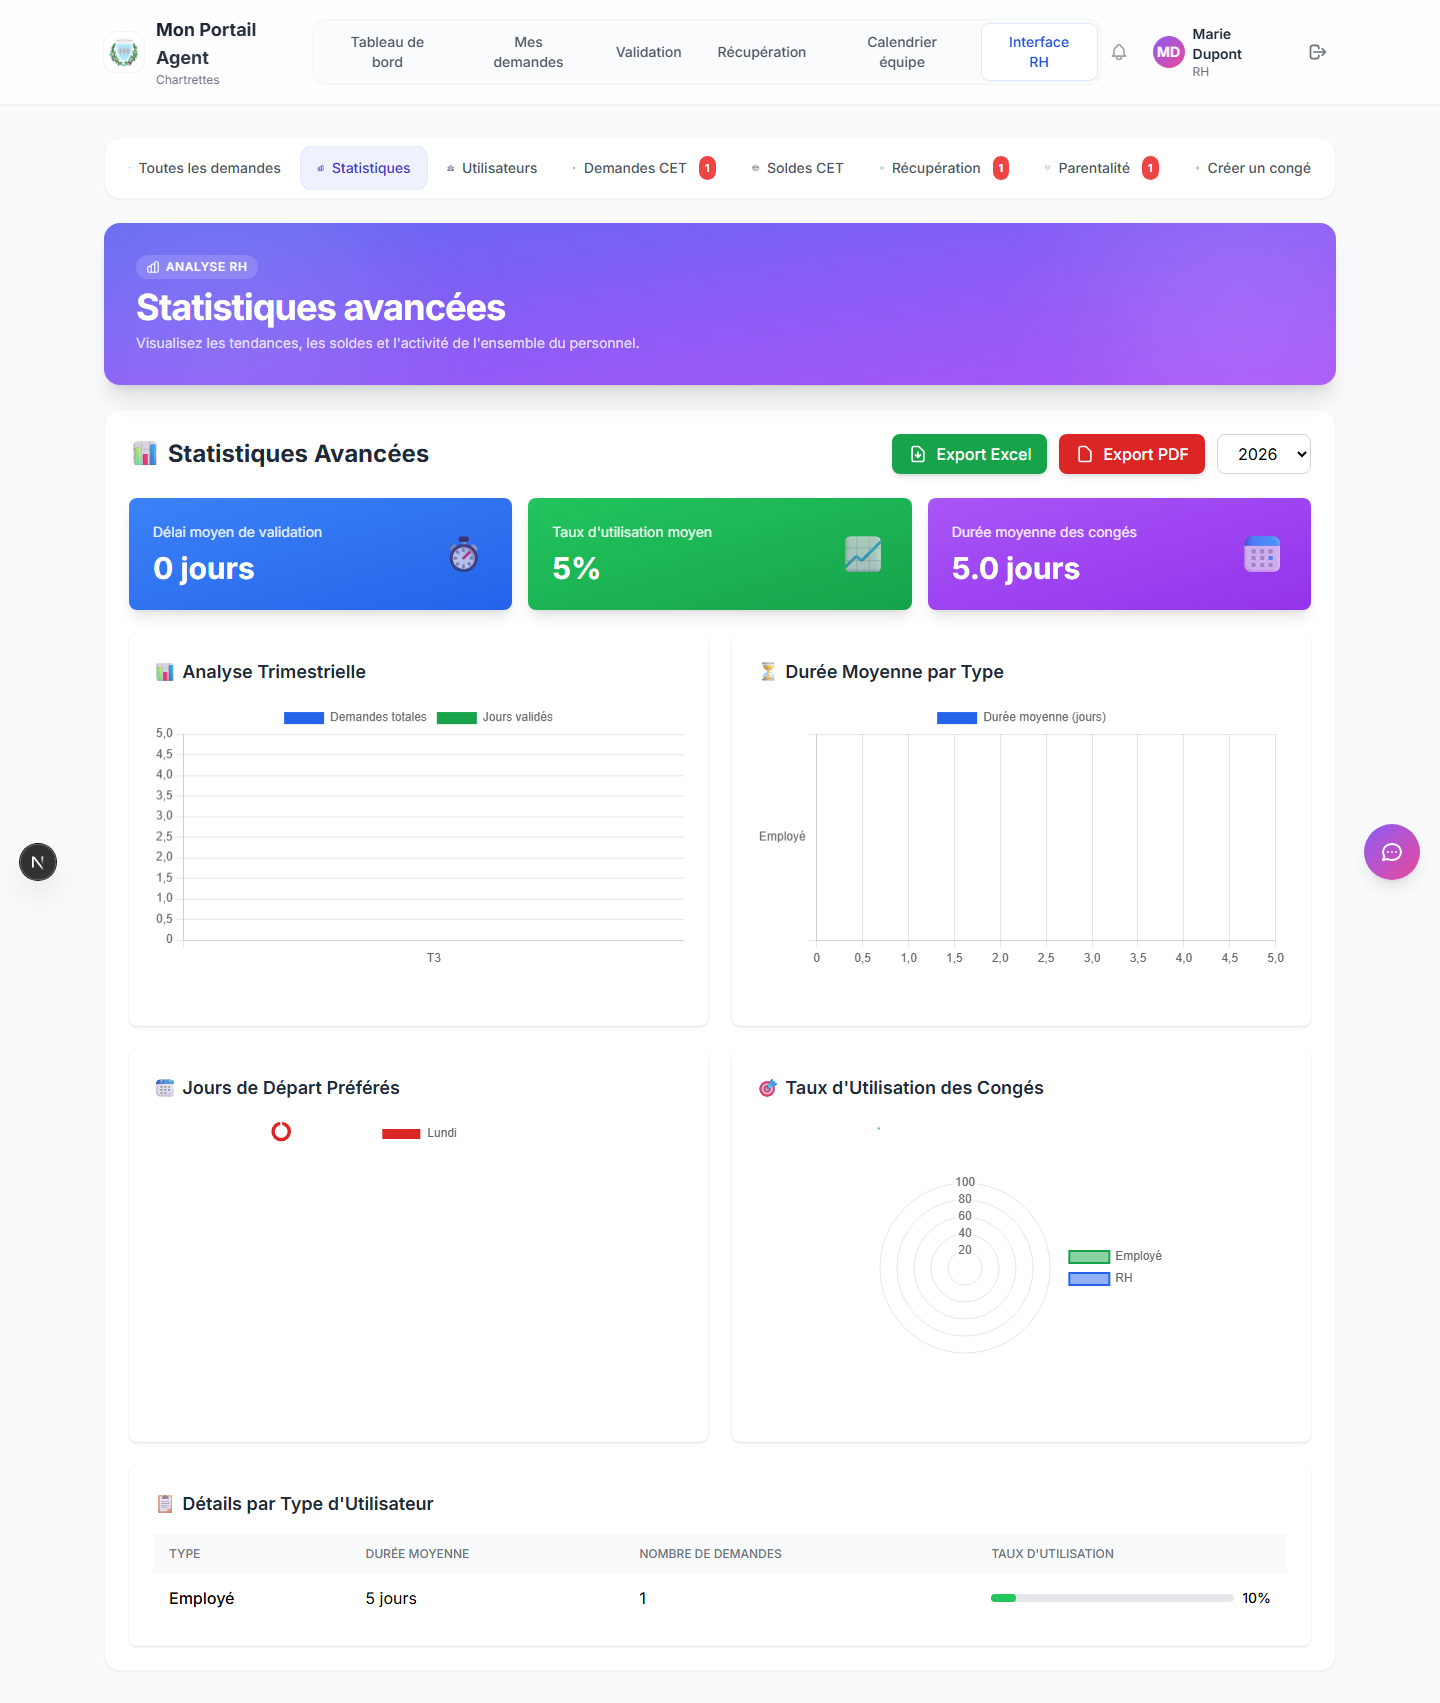 Mon Portail
Agent
Chartrettes
Tableau de
bord
Mes
demandes
Validation
Récupération
Calendrier
équipe
Interface
RH
MD
Marie
Dupont
RH
Toutes les demandes
Statistiques
Utilisateurs
Demandes CET 1
Soldes CET
Récupération 1
Parentalité 1
Créer un congé
ANALYSE RH
Statistiques avancées
Visualisez les tendances, les soldes et l'activité de l'ensemble du personnel.
Statistiques Avancées
Export Excel
Export PDF
2026
Délai moyen de validation
0 jours
Taux d'utilisation moyen
5%
Durée moyenne des congés
5.0 jours
Analyse Trimestrielle
Demandes totales Jours validés
5,0
4,5
4,0
3,5
3,0
2,5
2,0
1,5
1,0
0,5
0
T3
Durée Moyenne par Type
Durée moyenne (jours)
Employé
0 0,5 1,0 1,5 2,0 2,5 3,0 3,5 4,0 4,5 5,0
N
Jours de Départ Préférés
Lundi
Taux d'Utilisation des Congés
100
80
60
40
20
Employé
RH
Détails par Type d'Utilisateur
TYPE DURÉE MOYENNE NOMBRE DE DEMANDES TAUX D'UTILISATION
Employé 5 jours 1 10%